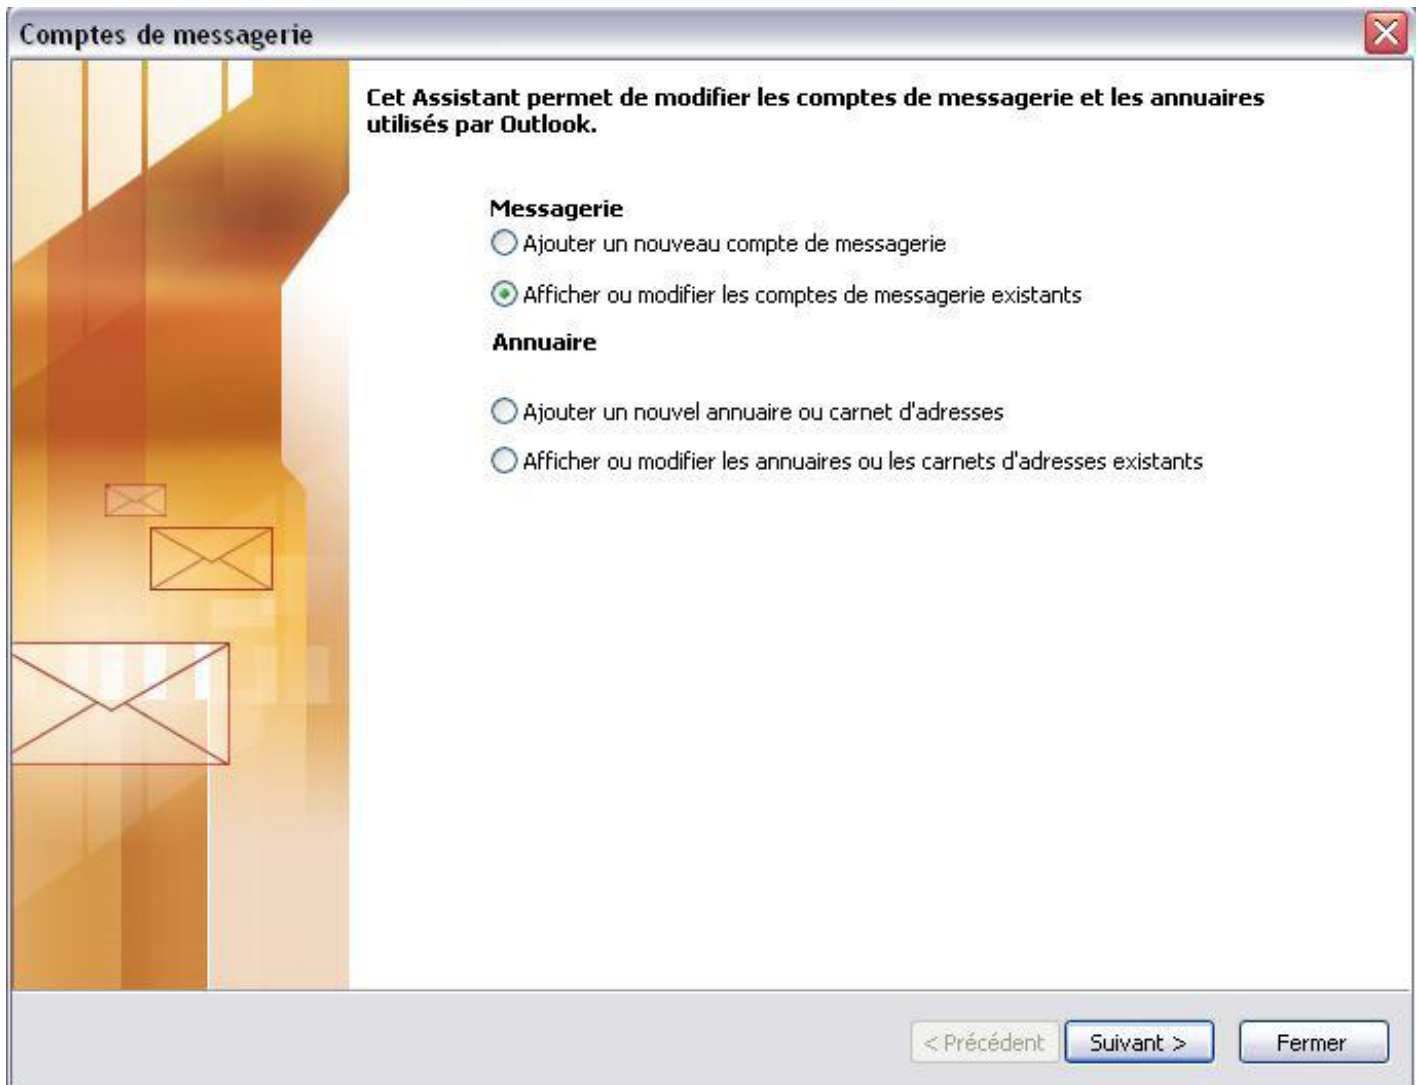 Comptes de messagerie
Cet Assistant permet de modifier les comptes de messagerie et les annuaires
utilisés par Outlook.
Messagerie
Ajouter un nouveau compte de messagerie
Afficher ou modifier les comptes de messagerie existants
Annuaire
Ajouter un nouvel annuaire ou carnet d'adresses
Afficher ou modifier les annuaires ou les carnets d'adresses existants
< Précédent
Suivant >
Fermer